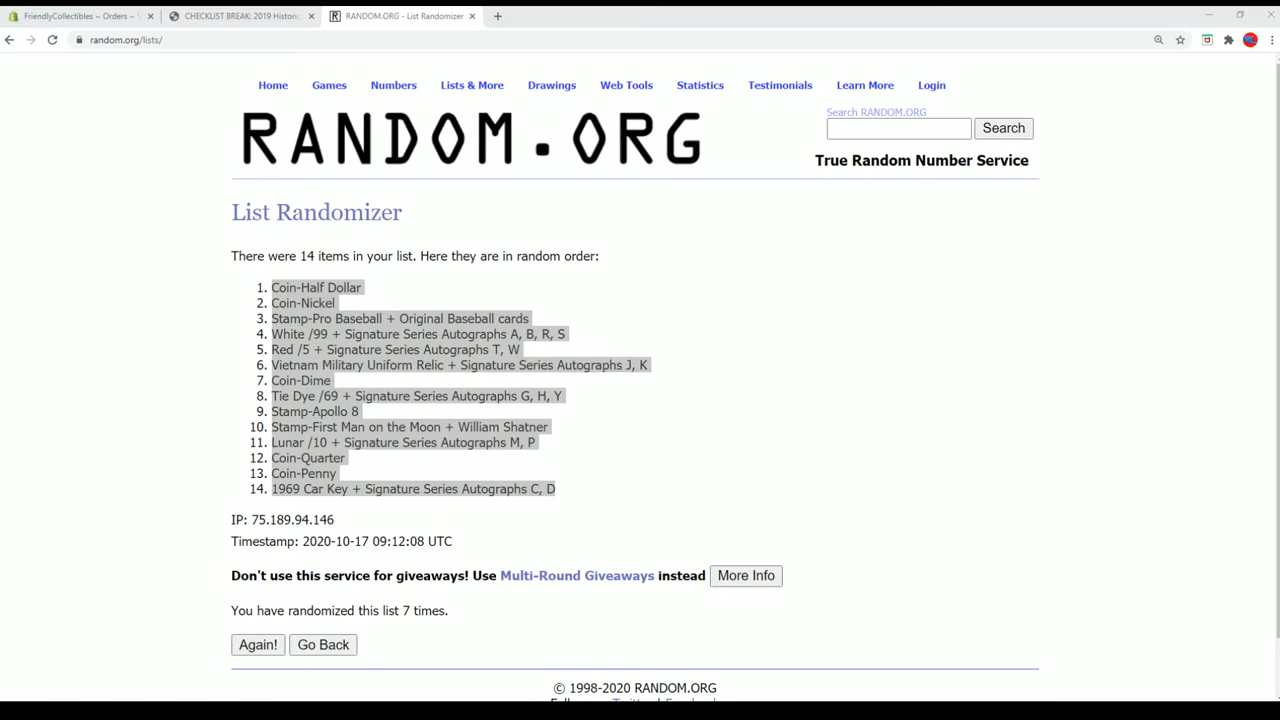 FriendlyCollectibles ~ Orders ~
CHECKLIST BREAK: 2019 Historic
RANDOM.ORG - List Randomizer
random.org/lists/
Home Games Numbers Lists & More Drawings Web Tools Statistics Testimonials Learn More Login
RANDOM.ORG
Search RANDOM.ORG
Search
True Random Number Service
List Randomizer
There were 14 items in your list. Here they are in random order:
1. Coin-Half Dollar
2. Coin-Nickel
3. Stamp-Pro Baseball + Original Baseball cards
4. White /99 + Signature Series Autographs A, B, R, S
5. Red /5 + Signature Series Autographs T, W
6. Vietnam Military Uniform Relic + Signature Series Autographs J, K
7. Coin-Dime
8. Tie Dye /69 + Signature Series Autographs G, H, Y
9. Stamp-Apollo 8
10. Stamp-First Man on the Moon + William Shatner
11. Lunar /10 + Signature Series Autographs M, P
12. Coin-Quarter
13. Coin-Penny
14. 1969 Car Key + Signature Series Autographs C, D
IP: 75.189.94.146
Timestamp: 2020-10-17 09:12:08 UTC
Don't use this service for giveaways! Use Multi-Round Giveaways instead More Info
You have randomized this list 7 times.
Again! Go Back
© 1998-2020 RANDOM.ORG